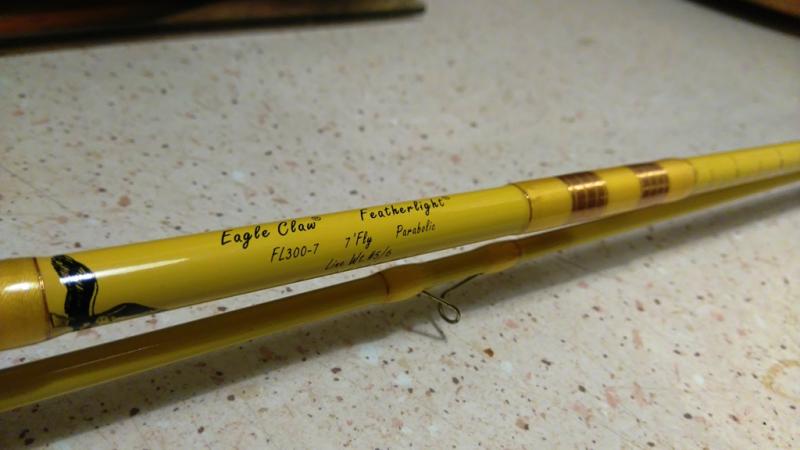 Eagle Claw® Featherlight®
FL300-7 7'Fly Parabolic
Line Wt. #5/6